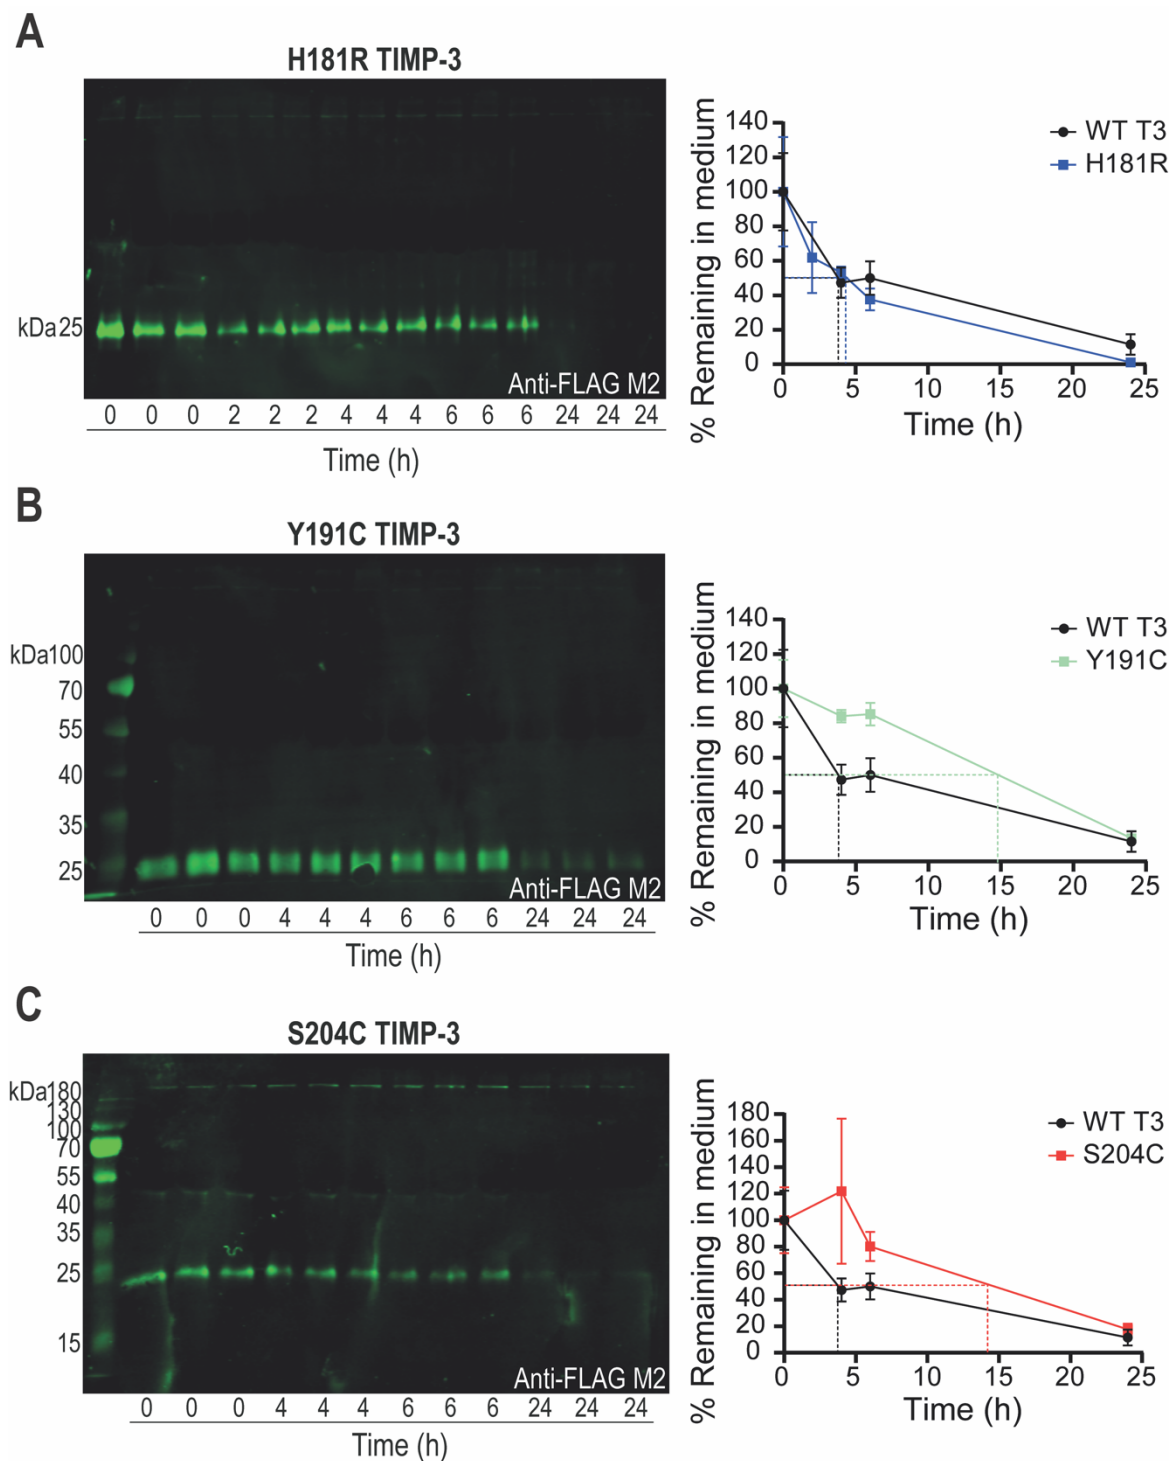 A
H181R TIMP-3
kDa 25
Anti-FLAG M2
0 0 0 2 2 2 4 4 4 6 6 6 24 24 24
Time (h)
% Remaining in medium
140
120
100
80
60
40
20
0
0 5 10 15 20 25
Time (h)
WT T3
H181R
B
Y191C TIMP-3
kDa100
70
55
40
35
25
Anti-FLAG M2
0 0 0 4 4 4 6 6 6 24 24 24
Time (h)
% Remaining in medium
140
120
100
80
60
40
20
0
0 5 10 15 20 25
Time (h)
WT T3
Y191C
C
S204C TIMP-3
kDa180
130
100
70
55
40
35
25
15
Anti-FLAG M2
0 0 0 4 4 4 6 6 6 24 24 24
Time (h)
% Remaining in medium
180
160
140
120
100
80
60
40
20
0
0 5 10 15 20 25
Time (h)
WT T3
S204C